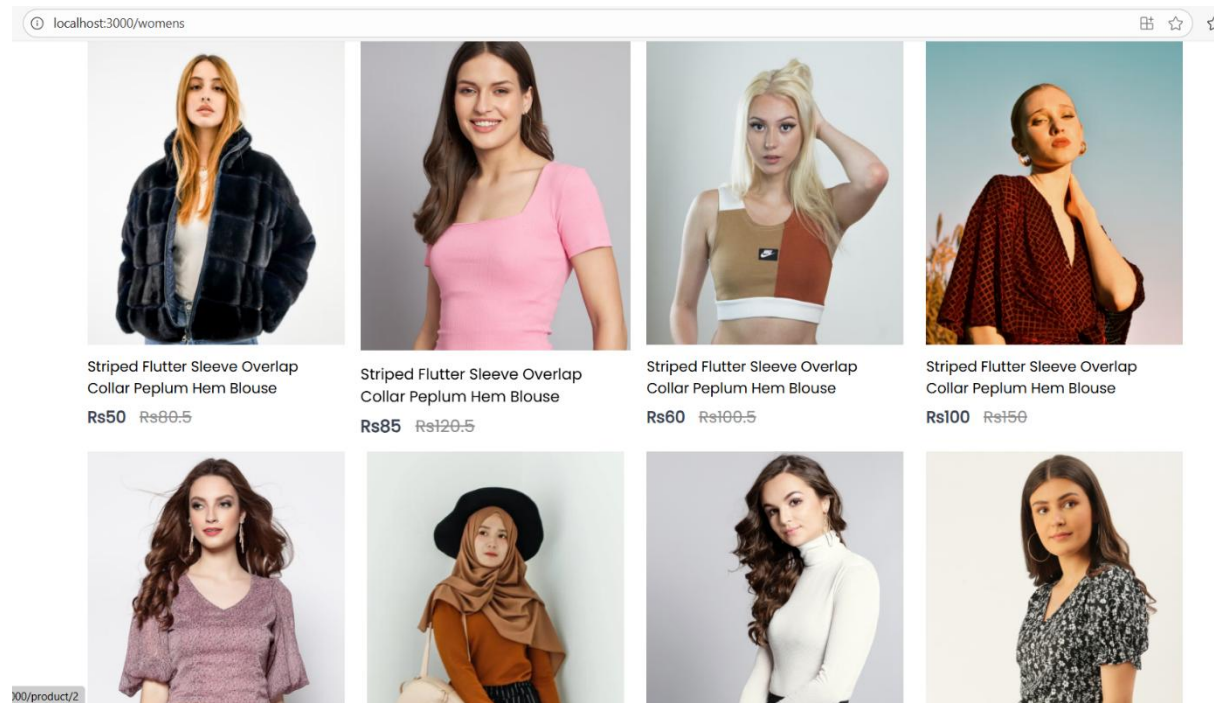 localhost:3000/womens
Striped Flutter Sleeve Overlap
Collar Peplum Hem Blouse
Rs50 Rs80.5
Striped Flutter Sleeve Overlap
Collar Peplum Hem Blouse
Rs85 Rs120.5
Striped Flutter Sleeve Overlap
Collar Peplum Hem Blouse
Rs60 Rs100.5
Striped Flutter Sleeve Overlap
Collar Peplum Hem Blouse
Rs100 Rs150
000/product/2